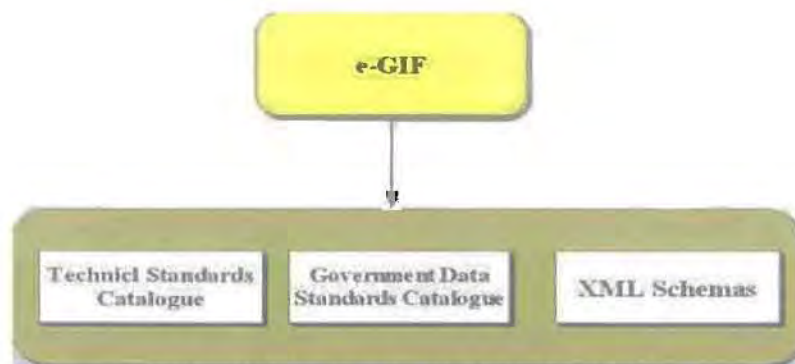 e-GIF
Technicl Standards
Catalogue
Government Data
Standards Catalogue
XML Schemas